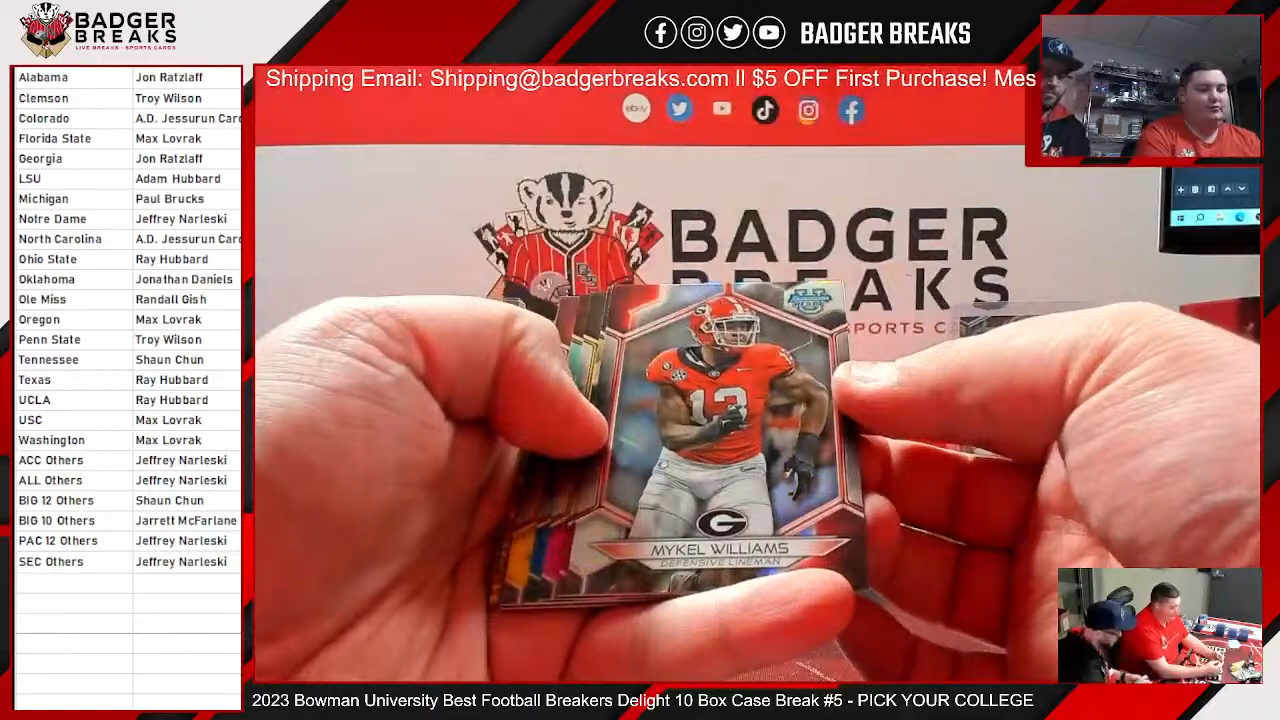 BADGER
BREAKS
LIVE BREAKS · SPORTS CARDS
BADGER BREAKS
Shipping Email: Shipping@badgerbreaks.com ll $5 OFF First Purchase! Mes
Alabama Jon Ratzlaff
Clemson Troy Wilson
Colorado A.D. Jessurun Card
Florida State Max Lovrak
Georgia Jon Ratzlaff
LSU Adam Hubbard
Michigan Paul Brucks
Notre Dame Jeffrey Narleski
North Carolina A.D. Jessurun Card
Ohio State Ray Hubbard
Oklahoma Jonathan Daniels
Ole Miss Randall Gish
Oregon Max Lovrak
Penn State Troy Wilson
Tennessee Shaun Chun
Texas Ray Hubbard
UCLA Ray Hubbard
USC Max Lovrak
Washington Max Lovrak
ACC Others Jeffrey Narleski
ALL Others Jeffrey Narleski
BIG 12 Others Shaun Chun
BIG 10 Others Jarrett McFarlane
PAC 12 Others Jeffrey Narleski
SEC Others Jeffrey Narleski
ebay
BADGER
BREAKS
SPORTS C
13
G
MYKEL WILLIAMS
DEFENSIVE LINEMAN
2023 Bowman University Best Football Breakers Delight 10 Box Case Break #5 - PICK YOUR COLLEGE